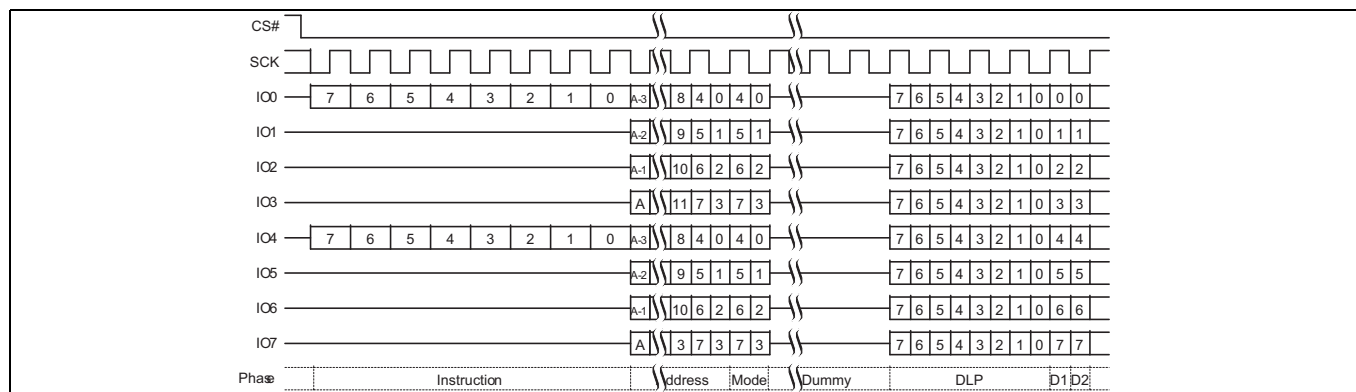 CS#
SCK
IO0 7 6 5 4 3 2 1 0 A-3 8 4 0 4 0 7 6 5 4 3 2 1 0 0 0
IO1 A-2 9 5 1 5 1 7 6 5 4 3 2 1 0 1 1
IO2 A-1 10 6 2 6 2 7 6 5 4 3 2 1 0 2 2
IO3 A 11 7 3 7 3 7 6 5 4 3 2 1 0 3 3
IO4 7 6 5 4 3 2 1 0 A-3 8 4 0 4 0 7 6 5 4 3 2 1 0 4 4
IO5 A-2 9 5 1 5 1 7 6 5 4 3 2 1 0 5 5
IO6 A-1 10 6 2 6 2 7 6 5 4 3 2 1 0 6 6
IO7 A 3 7 3 7 3 7 6 5 4 3 2 1 0 7 7
Phase Instruction ddress Mode Dummy DLP D1 D2